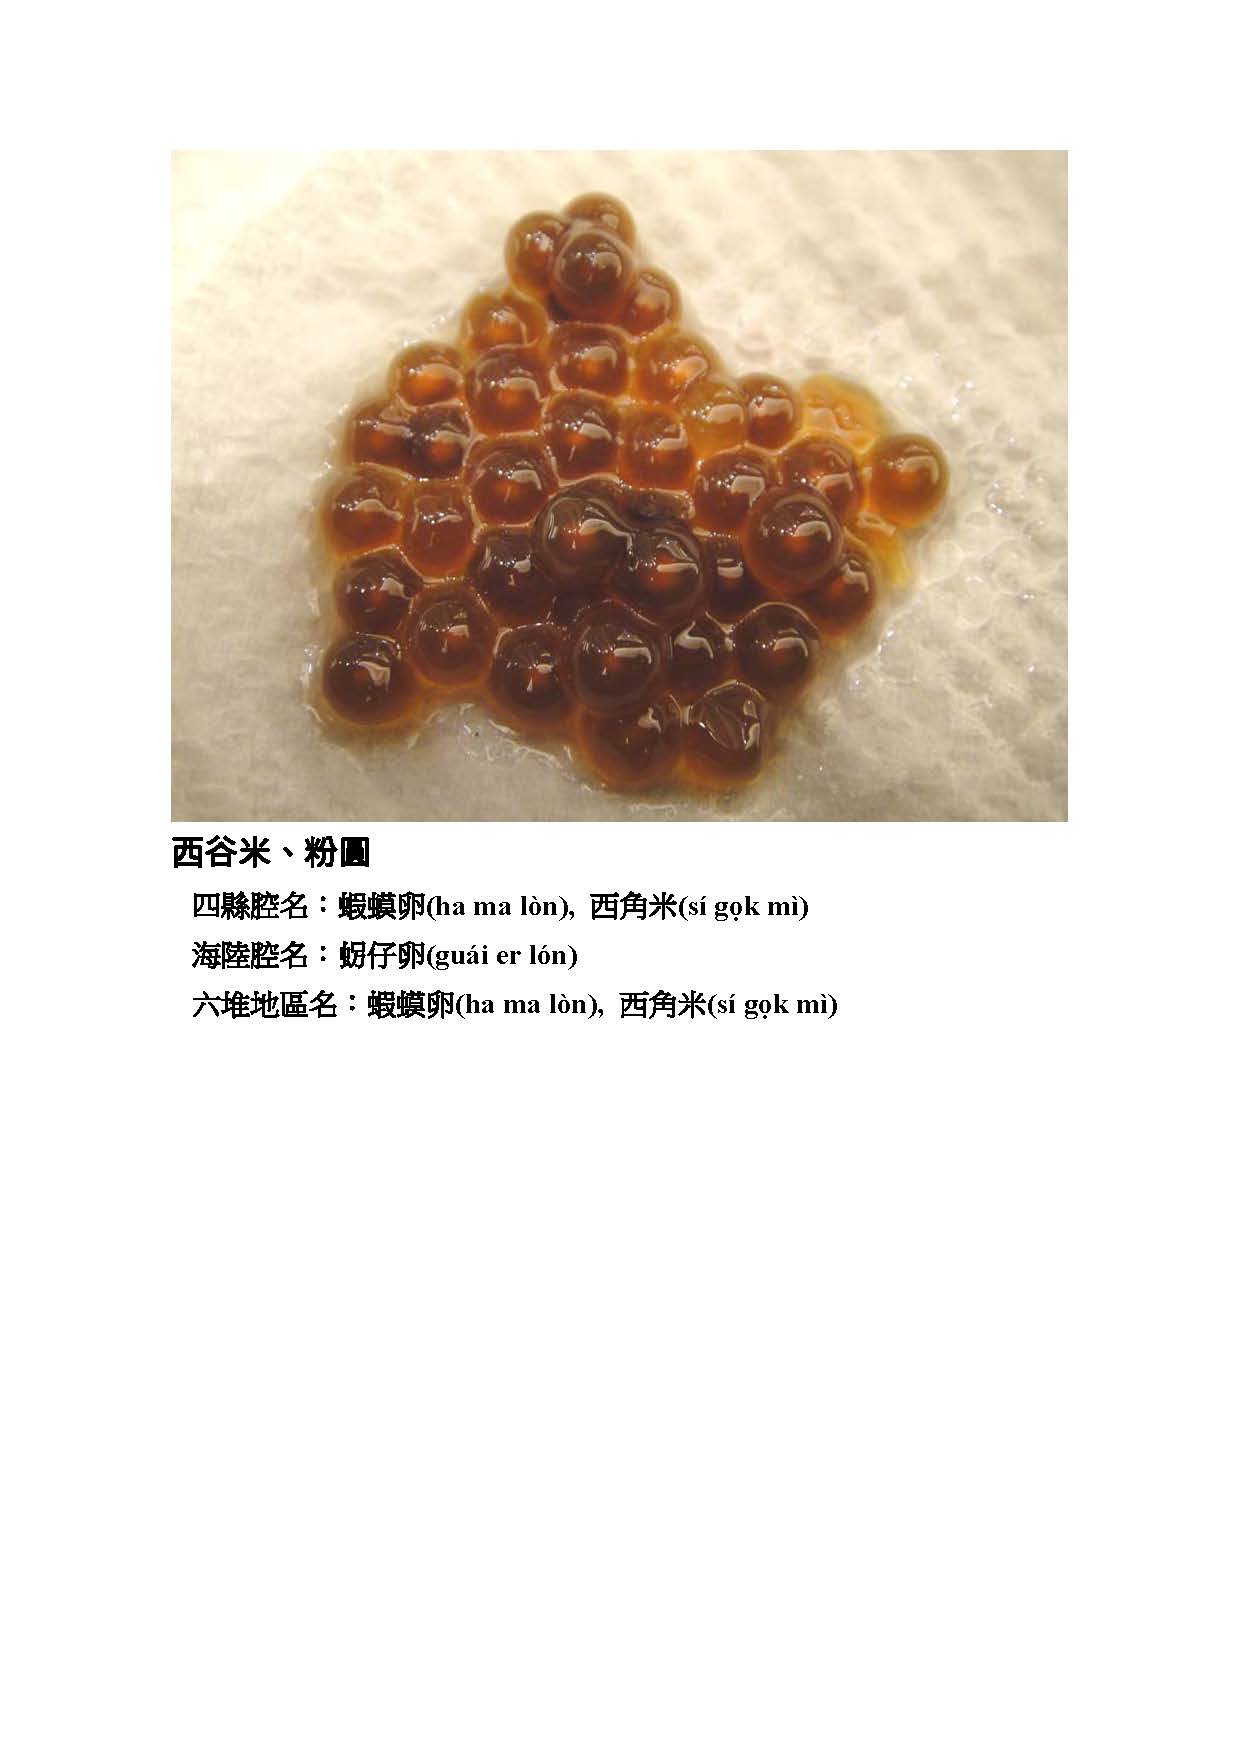 西谷米、粉圓
四縣腔名：蝦蟆卵(ha ma lòn), 西角米(sí gọk mì)
海陸腔名：蛃仔卵(guái er lón)
六堆地區名：蝦蟆卵(ha ma lòn), 西角米(sí gọk mì)